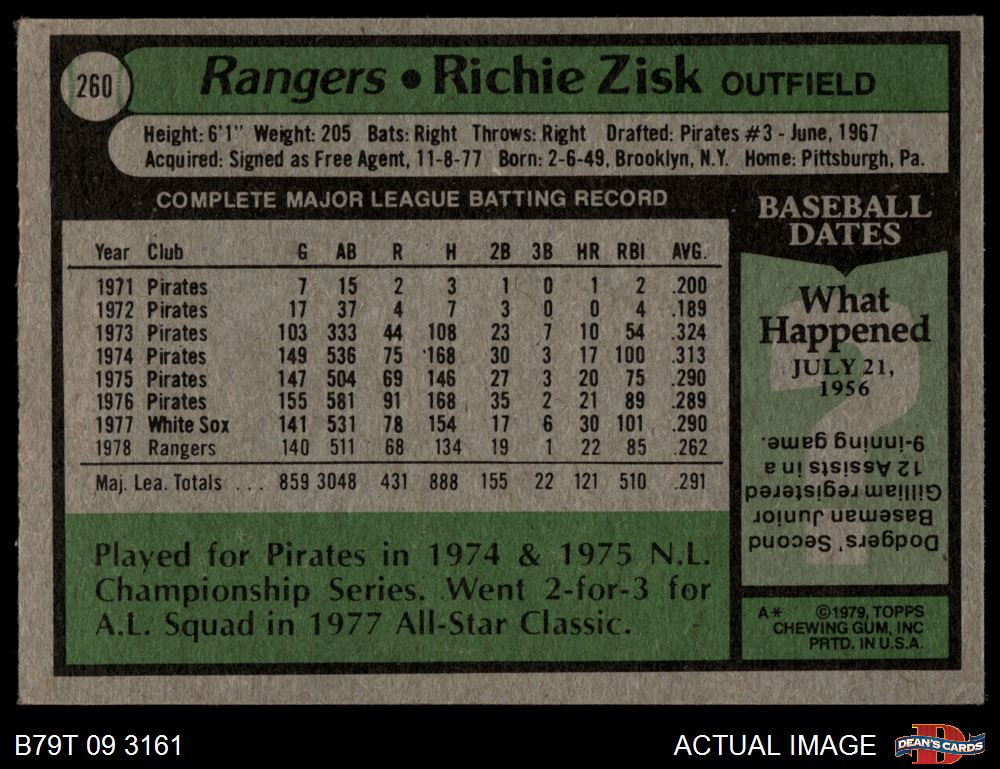 260
Rangers • Richie Zisk OUTFIELD
Height: 6'1" Weight: 205 Bats: Right Throws: Right Drafted: Pirates #3 - June, 1967
Acquired: Signed as Free Agent, 11-8-77 Born: 2-6-49, Brooklyn, N.Y. Home: Pittsburgh, Pa.
COMPLETE MAJOR LEAGUE BATTING RECORD
Year Club G AB R H 2B 3B HR RBI AVG.
1971 Pirates 7 15 2 3 1 0 1 2 .200
1972 Pirates 17 37 4 7 3 0 0 4 .189
1973 Pirates 103 333 44 108 23 7 10 54 .324
1974 Pirates 149 536 75 168 30 3 17 100 .313
1975 Pirates 147 504 69 146 27 3 20 75 .290
1976 Pirates 155 581 91 168 35 2 21 89 .289
1977 White Sox 141 531 78 154 17 6 30 101 .290
1978 Rangers 140 511 68 134 19 1 22 85 .262
Maj. Lea. Totals . . . 859 3048 431 888 155 22 121 510 .291
Played for Pirates in 1974 & 1975 N.L.
Championship Series. Went 2-for-3 for
A.L. Squad in 1977 All-Star Classic.
BASEBALL
DATES
What
Happened
JULY 21,
1956
?
Dodgers' Second
Baseman Junior
Gilliam registered
12 Assists in a
9-inning game.
A* ©1979, TOPPS
CHEWING GUM, INC
PRTD. IN U.S.A.
B79T 09 3161
ACTUAL IMAGE
D
DEAN'S CARDS